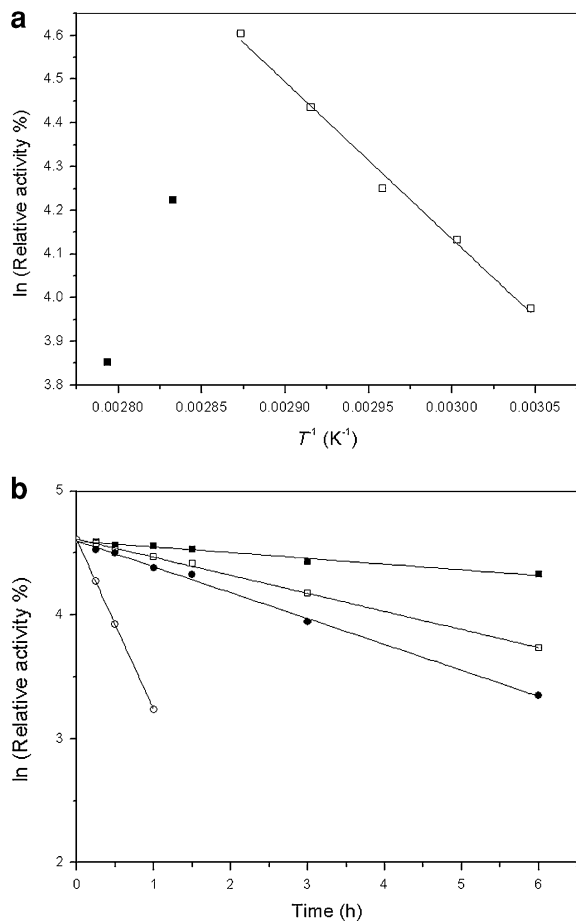 a
4.6
4.5
4.4
4.3
4.2
4.1
4.0
3.9
3.8
ln (Relative activity %)
0.00280 0.00285 0.00290 0.00295 0.00300 0.00305
T¹ (K⁻¹)
b
5
4
3
2
ln (Relative activity %)
0 1 2 3 4 5 6
Time (h)